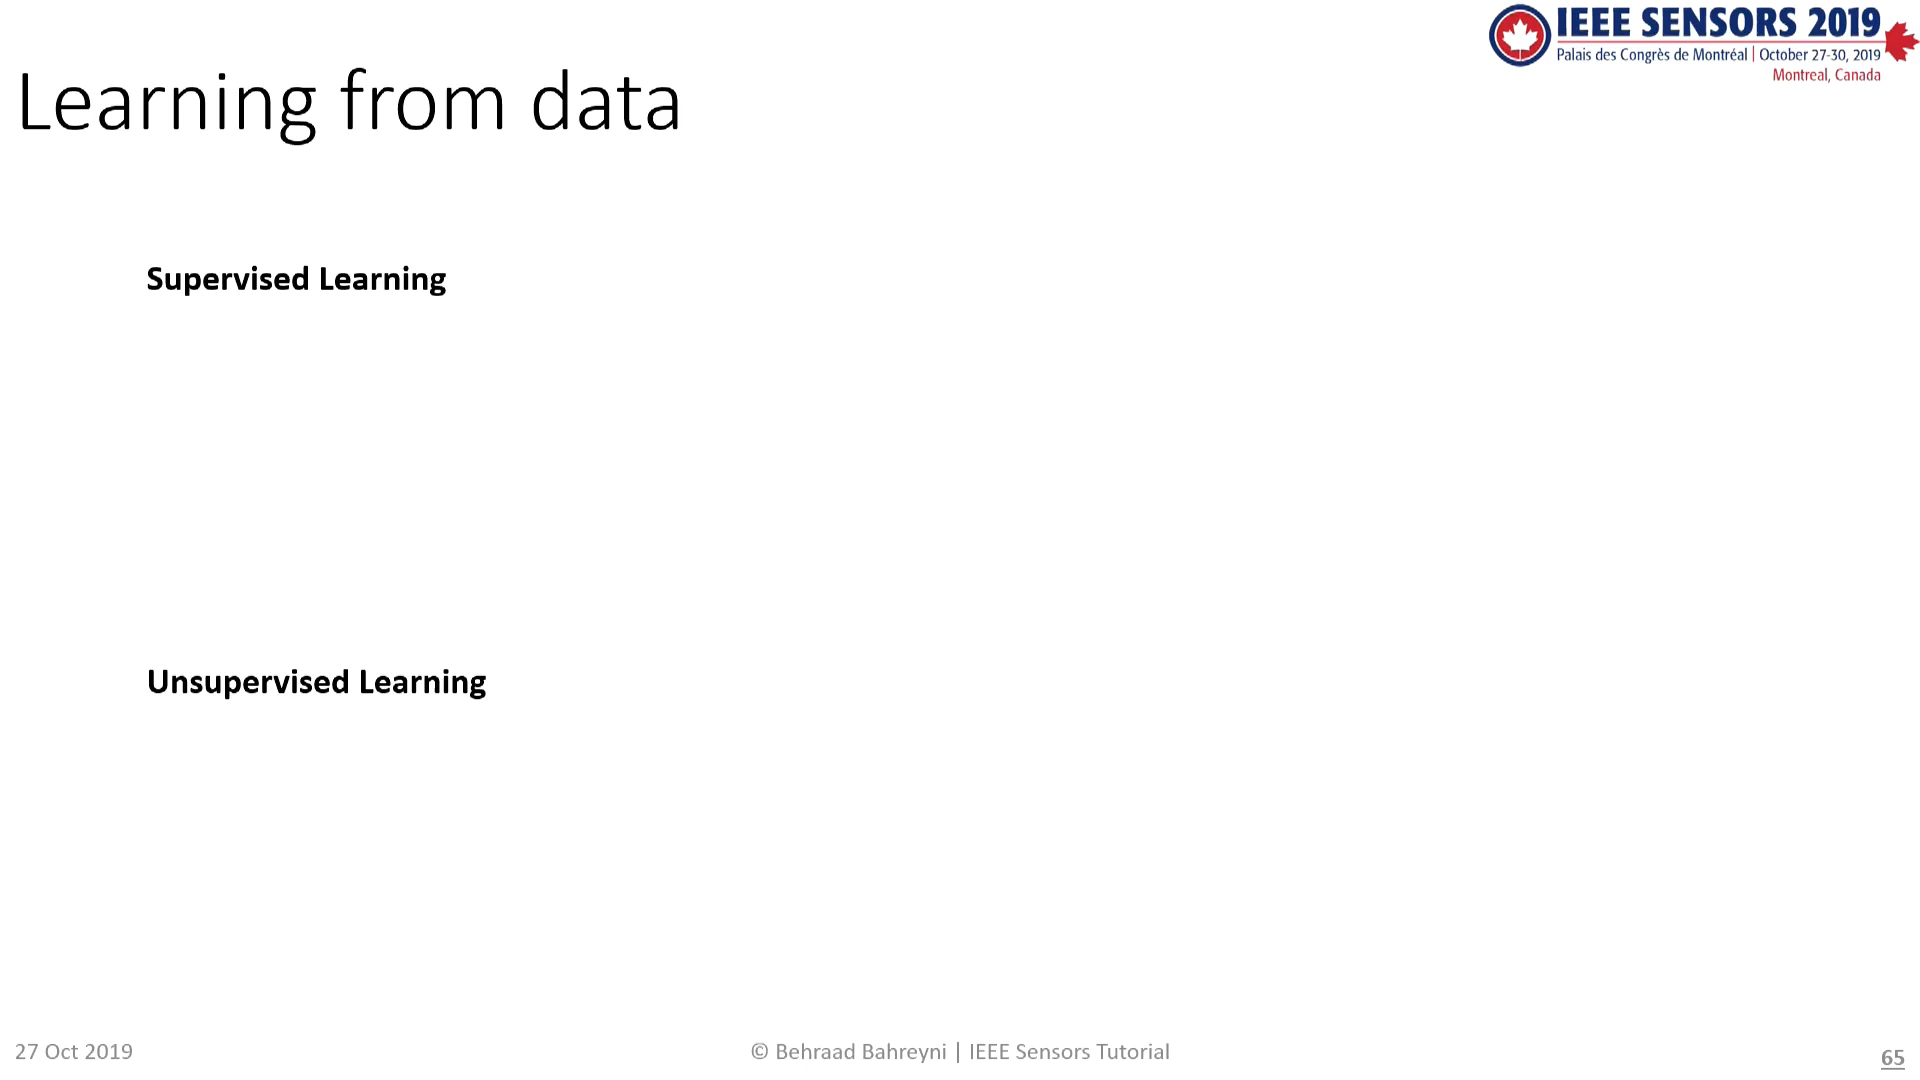 IEEE SENSORS 2019
Palais des Congrès de Montréal | October 27-30, 2019
Montreal, Canada
Learning from data
Supervised Learning
Unsupervised Learning
27 Oct 2019
© Behraad Bahreyni | IEEE Sensors Tutorial
65